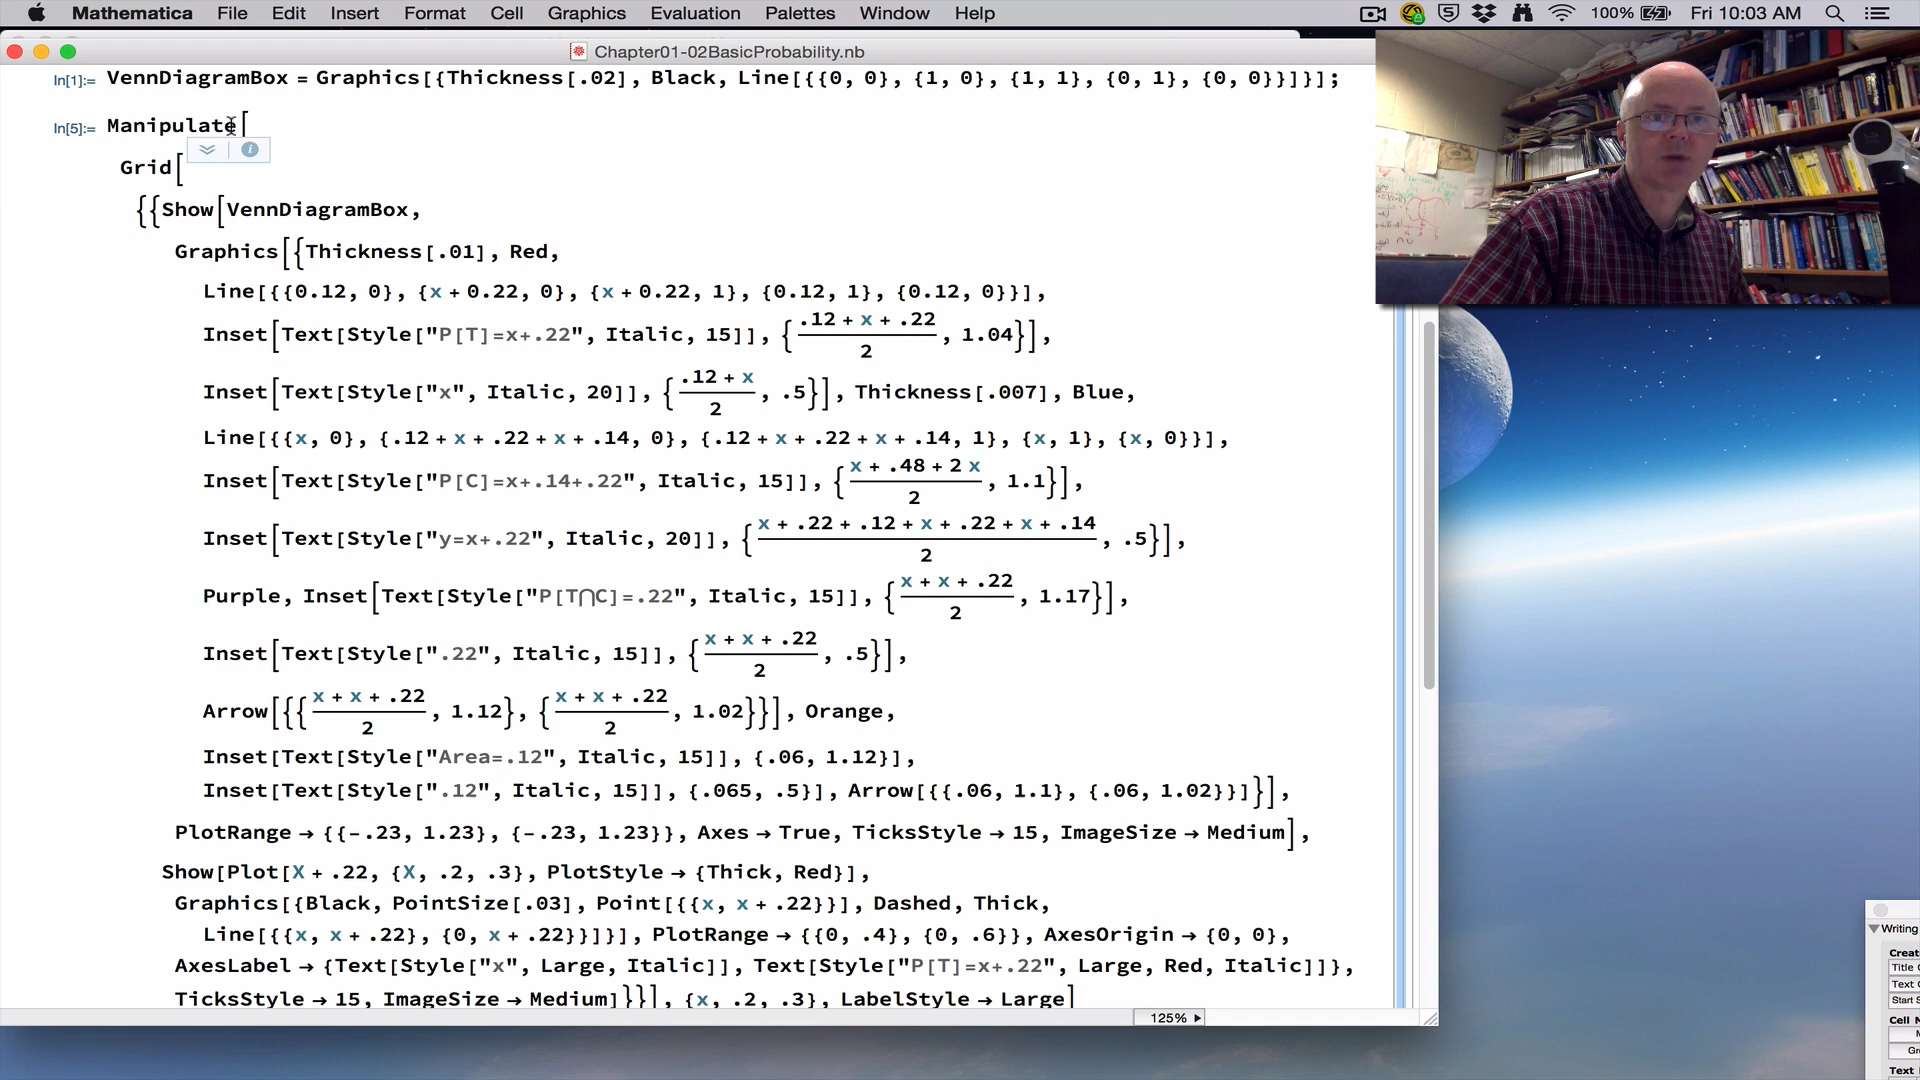 Mathematica File Edit Insert Format Cell Graphics Evaluation Palettes Window Help 100% Fri 10:03 AM
Chapter01-02BasicProbability.nb
In[1]:= VennDiagramBox = Graphics[{Thickness[.02], Black, Line[{{0, 0}, {1, 0}, {1, 1}, {0, 1}, {0, 0}}]}];
In[5]:= Manipulate[
Grid[
{{Show[VennDiagramBox,
Graphics[{Thickness[.01], Red,
Line[{{0.12, 0}, {x + 0.22, 0}, {x + 0.22, 1}, {0.12, 1}, {0.12, 0}}],
Inset[Text[Style["P[T]=x+.22", Italic, 15]], {(.12 + x + .22)/2, 1.04}],
Inset[Text[Style["x", Italic, 20]], {(.12 + x)/2, .5}], Thickness[.007], Blue,
Line[{{x, 0}, {.12 + x + .22 + x + .14, 0}, {.12 + x + .22 + x + .14, 1}, {x, 1}, {x, 0}}],
Inset[Text[Style["P[C]=x+.14+.22", Italic, 15]], {(x + .48 + 2 x)/2, 1.1}],
Inset[Text[Style["y=x+.22", Italic, 20]], {(x + .22 + .12 + x + .22 + x + .14)/2, .5}],
Purple, Inset[Text[Style["P[T⋂C]=.22", Italic, 15]], {(x + x + .22)/2, 1.17}],
Inset[Text[Style[".22", Italic, 15]], {(x + x + .22)/2, .5}],
Arrow[{{(x + x + .22)/2, 1.12}, {(x + x + .22)/2, 1.02}}], Orange,
Inset[Text[Style["Area=.12", Italic, 15]], {.06, 1.12}],
Inset[Text[Style[".12", Italic, 15]], {.065, .5}], Arrow[{{.06, 1.1}, {.06, 1.02}}]}],
PlotRange → {{-.23, 1.23}, {-.23, 1.23}}, Axes → True, TicksStyle → 15, ImageSize → Medium],
Show[Plot[X + .22, {X, .2, .3}, PlotStyle → {Thick, Red}],
Graphics[{Black, PointSize[.03], Point[{{x, x + .22}}], Dashed, Thick,
Line[{{x, x + .22}, {0, x + .22}}]}], PlotRange → {{0, .4}, {0, .6}}, AxesOrigin → {0, 0},
AxesLabel → {Text[Style["x", Large, Italic]], Text[Style["P[T]=x+.22", Large, Red, Italic]]},
TicksStyle → 15, ImageSize → Medium]}}], {x, .2, .3}, LabelStyle → Large]
125%
Writing
Title
Text
Start S
Cell
Text